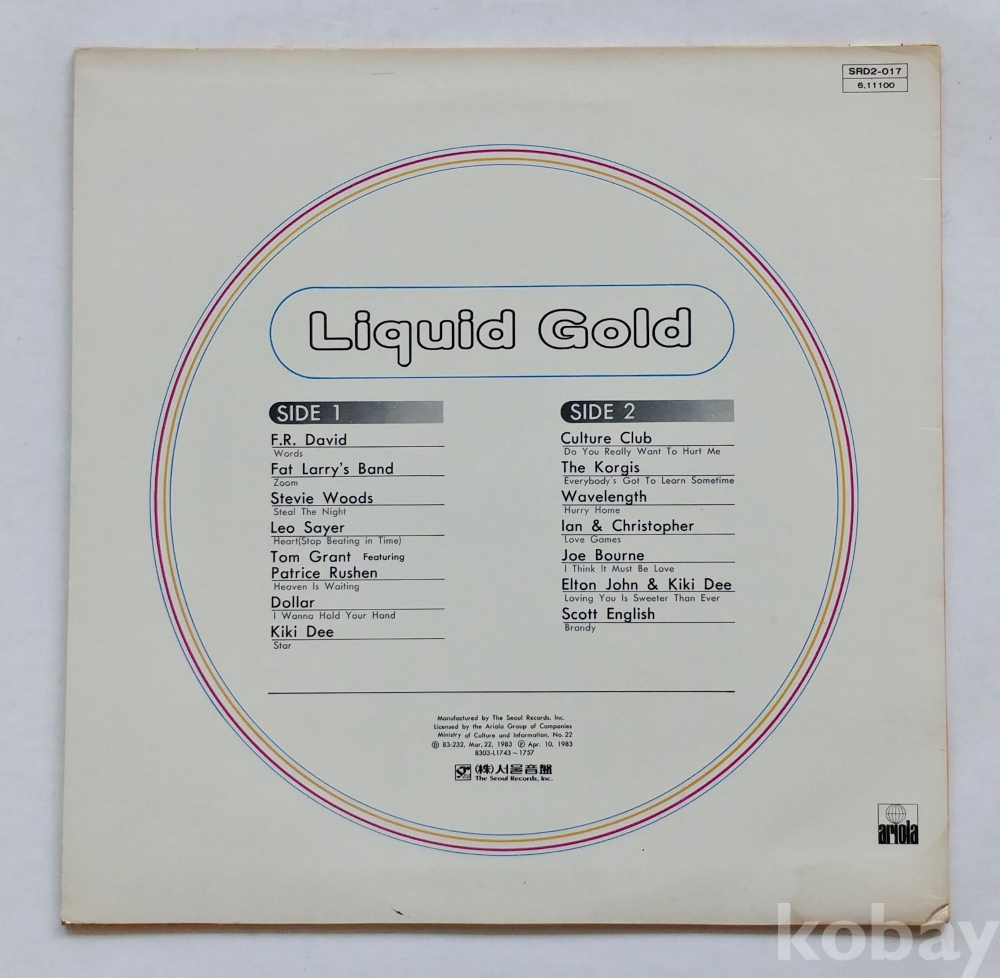 SRD2-017
6.11100
Liquid Gold
SIDE 1
F.R. David
Words
Fat Larry's Band
Zoom
Stevie Woods
Steal The Night
Leo Sayer
Heart(Stop Beating in Time)
Tom Grant Featuring
Patrice Rushen
Heaven Is Waiting
Dollar
I Wanna Hold Your Hand
Kiki Dee
Star
SIDE 2
Culture Club
Do You Really Want To Hurt Me
The Korgis
Everybody's Got To Learn Sometime
Wavelength
Hurry Home
Ian & Christopher
Love Games
Joe Bourne
I Think It Must Be Love
Elton John & Kiki Dee
Loving You Is Sweeter Than Ever
Scott English
Brandy
Manufactured by The Seoul Records, Inc.
Licensed by the Ariola Group of Companies
Ministry of Culture and Information, No. 22
83-232, Mar. 22, 1983 Ⓟ Apr. 10, 1983
8303-L1743~1757
(株)서울音盤
The Seoul Records, Inc.
ariola
kobay